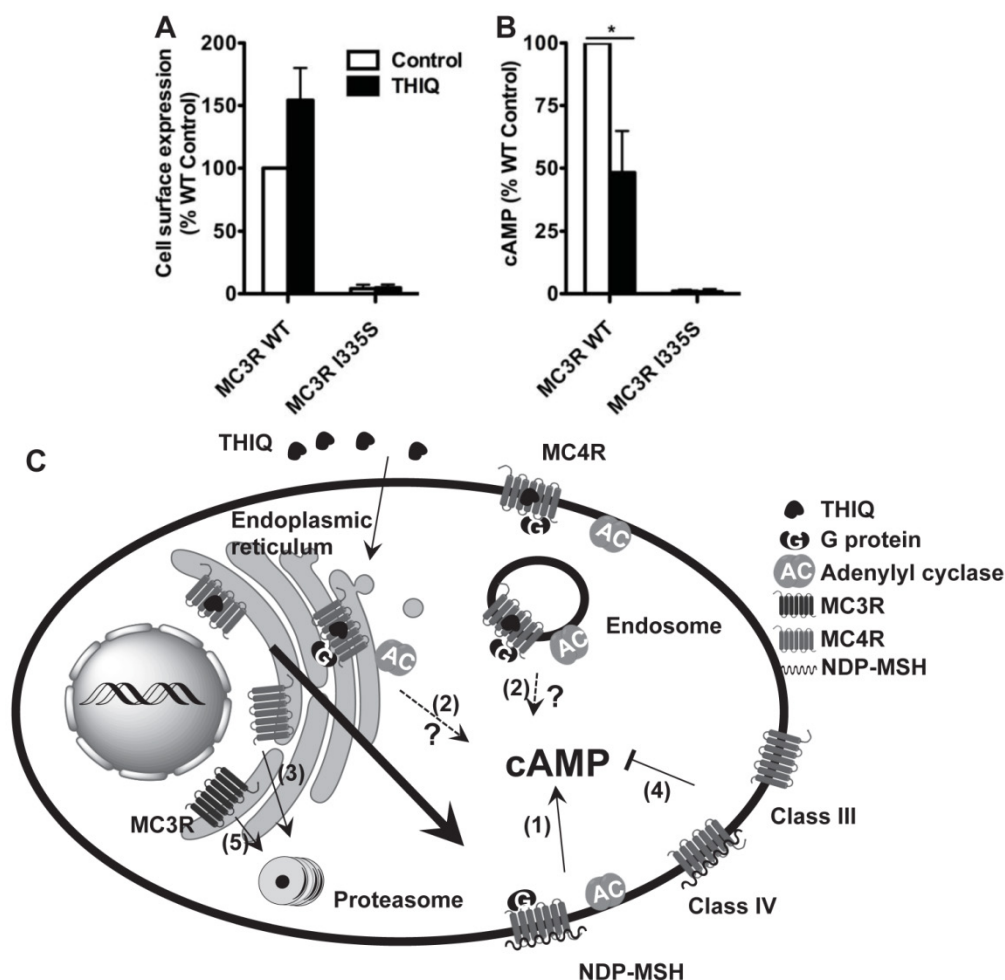 A
Cell surface expression
(% WT Control)
200
150
100
50
0
Control
THIQ
MC3R WT
MC3R I335S
B
cAMP (% WT Control)
100
75
50
25
0
*
MC3R WT
MC3R I335S
C
THIQ
MC4R
Endoplasmic
reticulum
G
AC
THIQ
G G protein
AC Adenylyl cyclase
MC3R
MC4R
NDP-MSH
G
AC
Endosome
G
AC
(2)
?
(2)
?
cAMP
(3)
(4)
(1)
MC3R
(5)
Class III
Proteasome
G
AC
Class IV
NDP-MSH